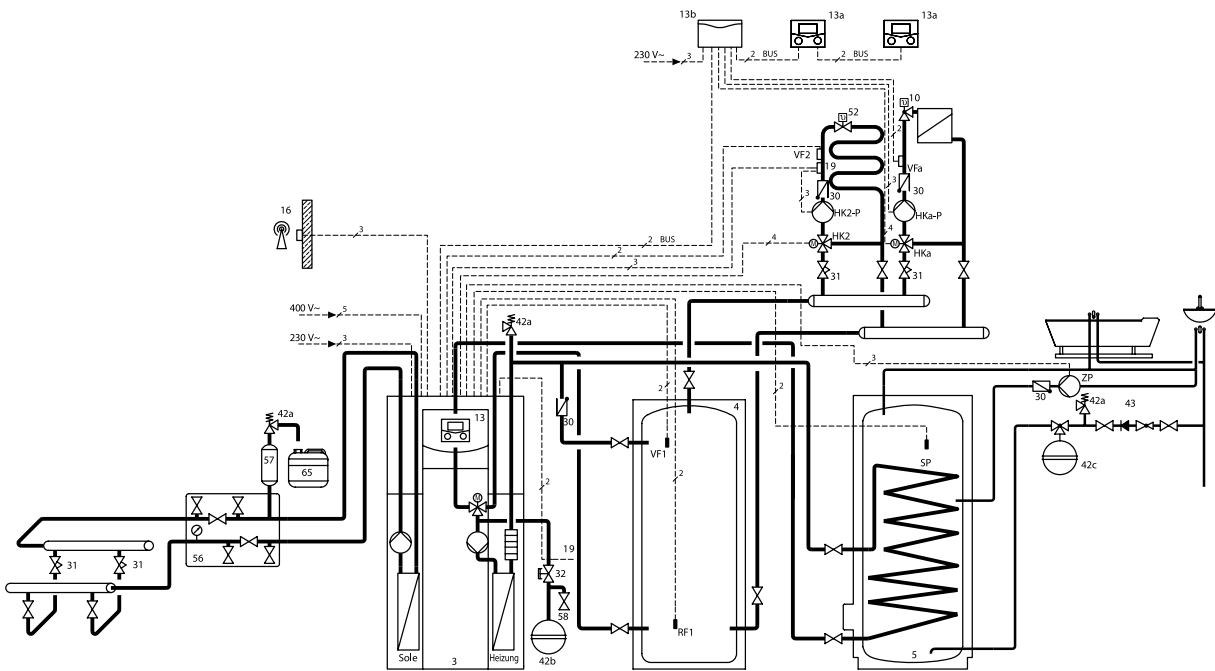 13b
13a
13a
230 V~
3
2 BUS
2 BUS
10
52
2
VF2
19
VFa
3
30
3
30
16
HK2-P
HKa-P
3
2 BUS
4
4
M
HK2
M
HKa
2
3
31
31
400 V~
5
42a
230 V~
3
3
ZP
30
42a
43
2
2
42a
13
30
4
VF1
SP
42c
57
65
2
2
M
56
19
31
31
32
58
RF1
Sole
3
Heizung
42b
5